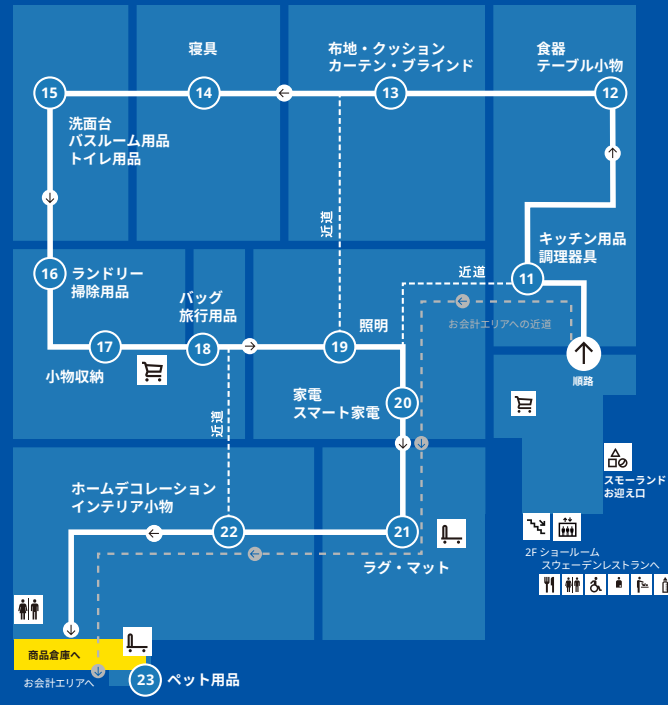 寝具
布地・クッション
カーテン・ブラインド
食器
テーブル小物
15
14
13
12
洗面台
バスルーム用品
トイレ用品
近道
キッチン用品
調理器具
16
ランドリー
掃除用品
近道
11
バッグ
旅行用品
照明
お会計エリアへの近道
17
18
19
小物収納
順路
家電
スマート家電
20
近道
スモーランド
お迎え口
ホームデコレーション
インテリア小物
22
21
2F ショールーム
スウェーデンレストランへ
ラグ・マット
商品倉庫へ
お会計エリアへ
23
ペット用品